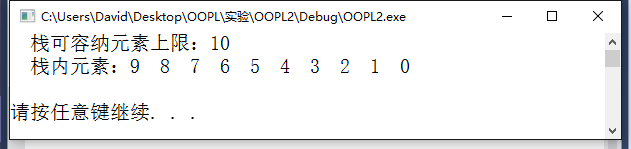 C:\Users\David\Desktop\OOPL\实验\OOPL2\Debug\OOPL2.exe
栈可容纳元素上限：10
栈内元素：9 8 7 6 5 4 3 2 1 0
请按任意键继续. . .